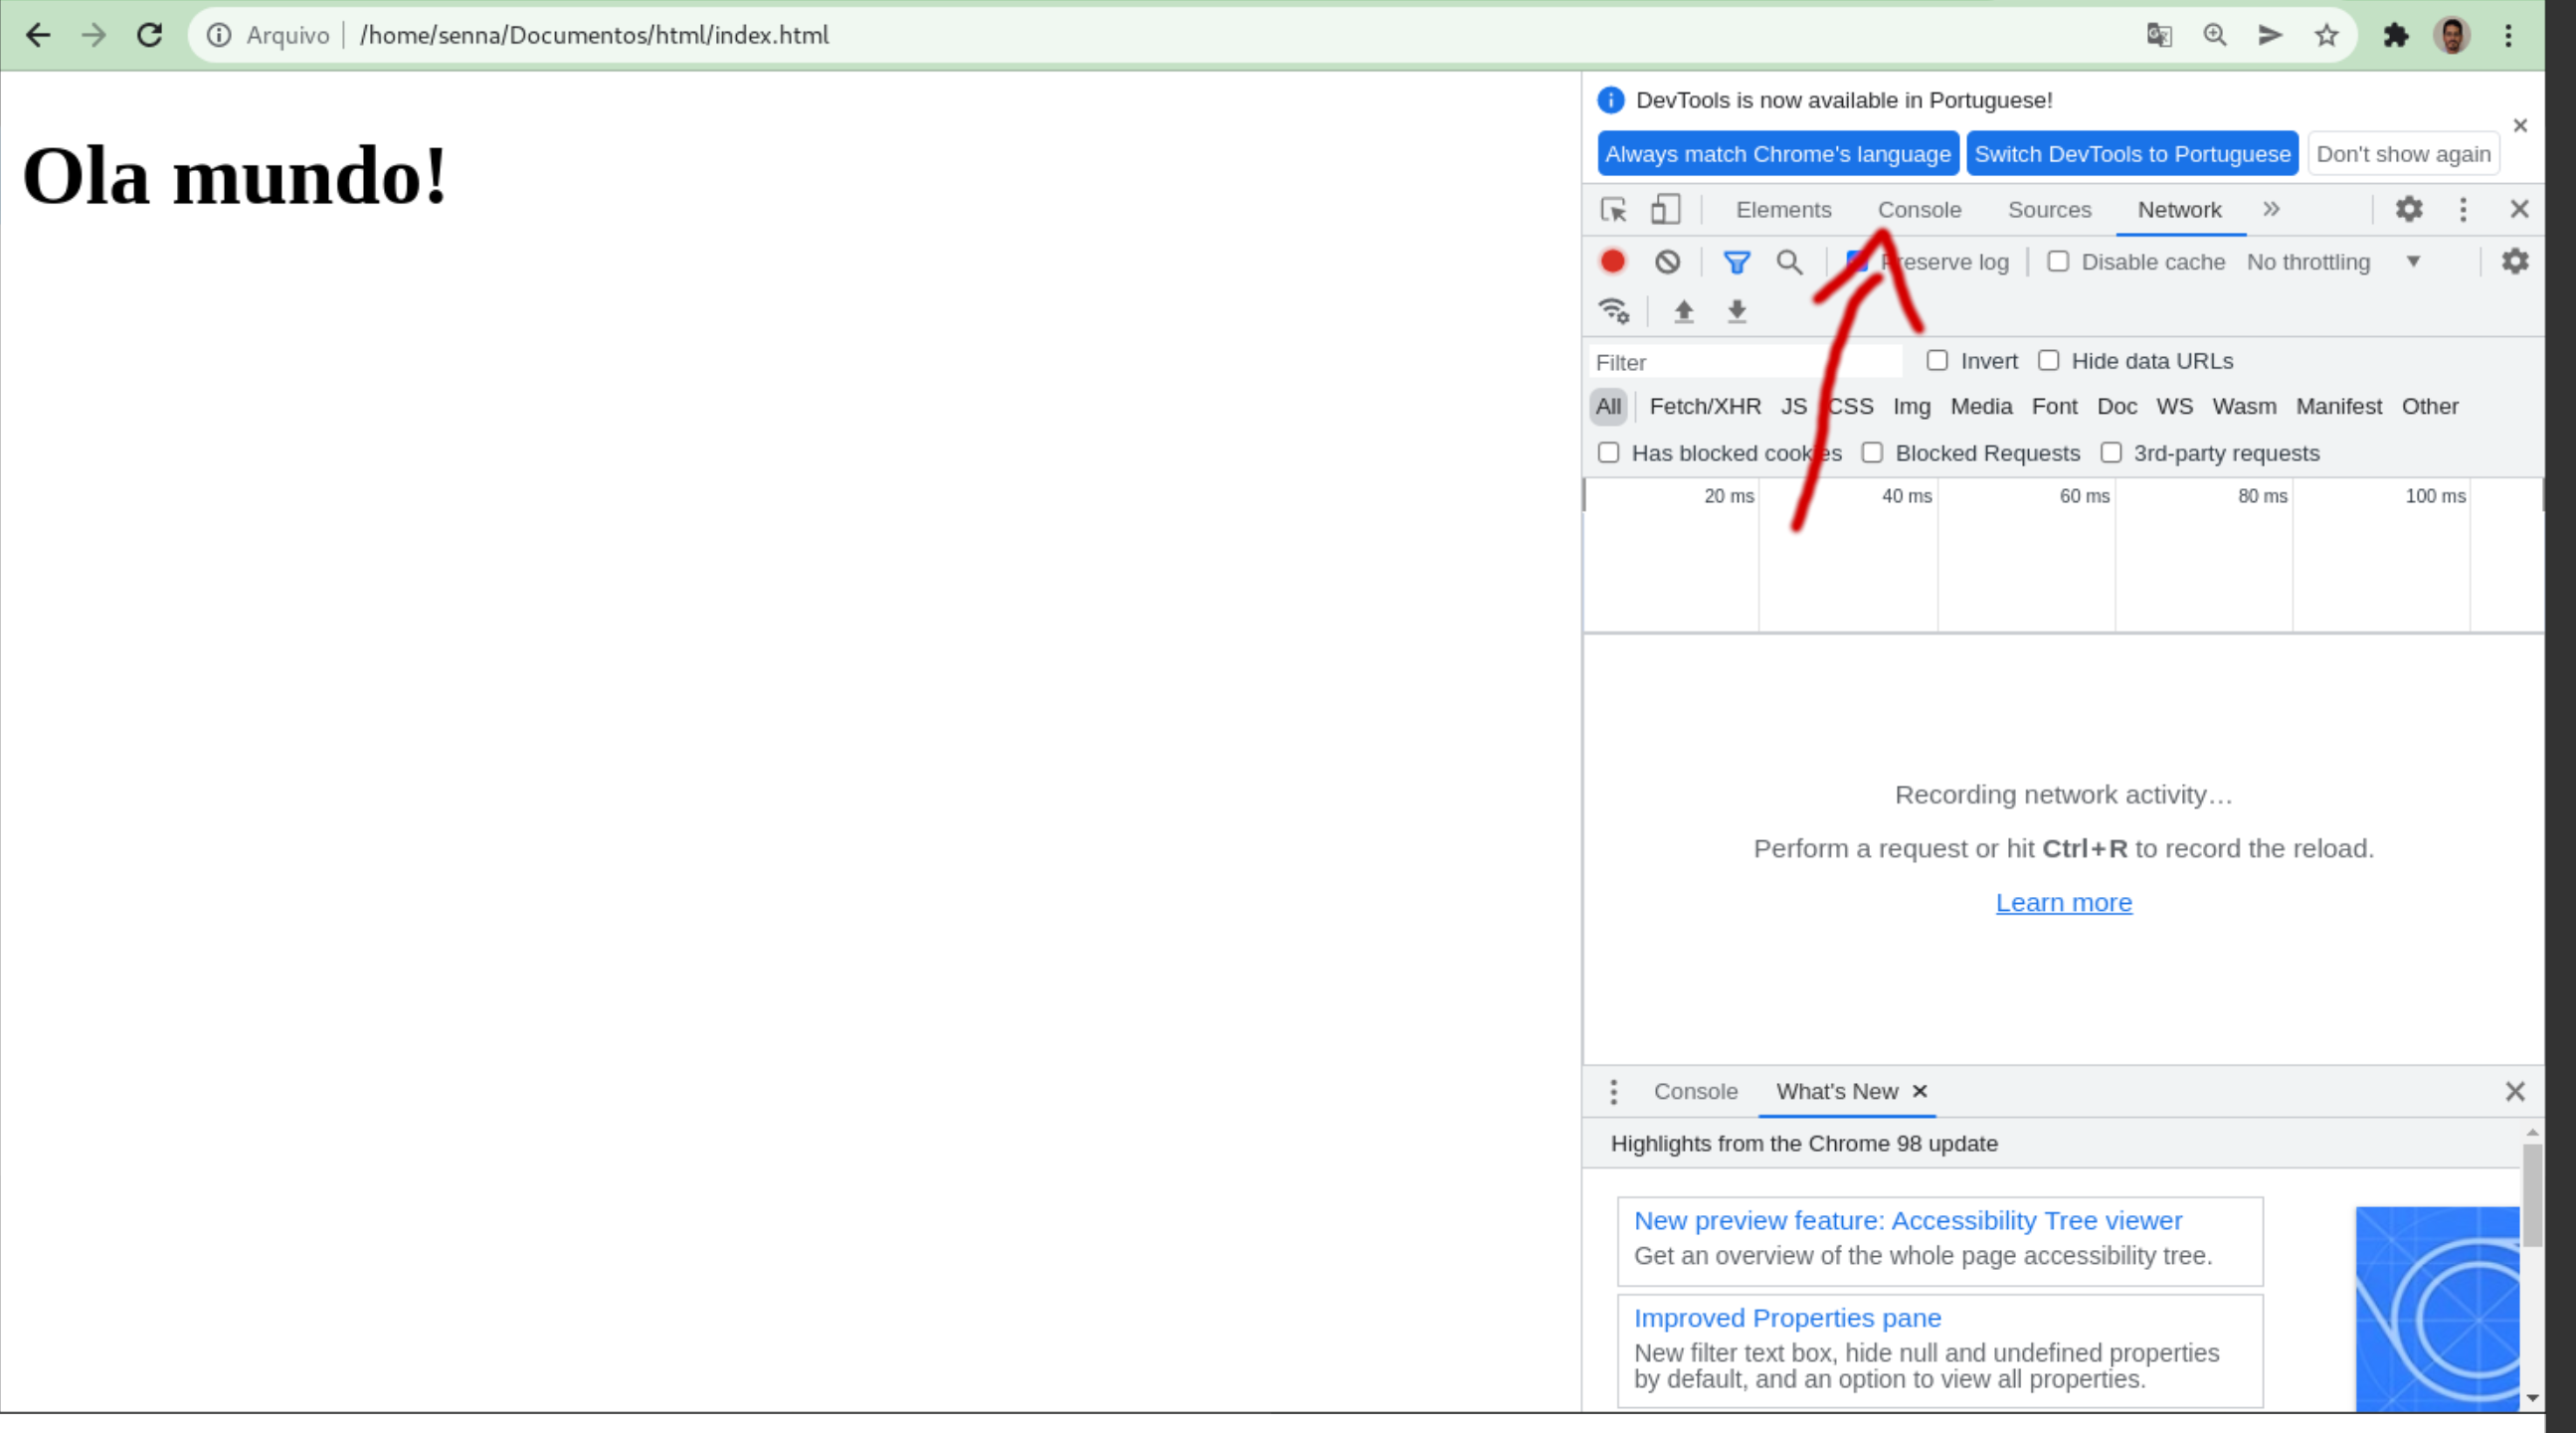 Arquivo /home/senna/Documentos/html/index.html
Ola mundo!
DevTools is now available in Portuguese!
Always match Chrome's language Switch DevTools to Portuguese Don't show again
Elements Console Sources Network
Preserve log Disable cache No throttling
Filter Invert Hide data URLs
All Fetch/XHR JS CSS Img Media Font Doc WS Wasm Manifest Other
Has blocked cookies Blocked Requests 3rd-party requests
20 ms 40 ms 60 ms 80 ms 100 ms
Recording network activity…
Perform a request or hit Ctrl+R to record the reload.
Learn more
Console What's New
Highlights from the Chrome 98 update
New preview feature: Accessibility Tree viewer
Get an overview of the whole page accessibility tree.
Improved Properties pane
New filter text box, hide null and undefined properties
by default, and an option to view all properties.